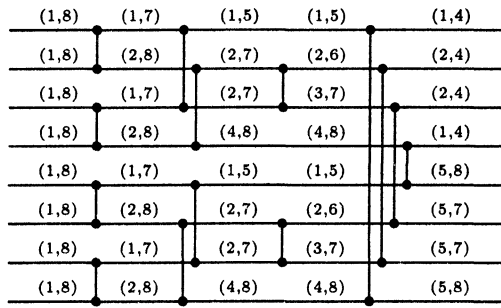 (1,8) (1,7) (1,5) (1,5) (1,4)
(1,8) (2,8) (2,7) (2,6) (2,4)
(1,8) (1,7) (2,7) (3,7) (2,4)
(1,8) (2,8) (4,8) (4,8) (1,4)
(1,8) (1,7) (1,5) (1,5) (5,8)
(1,8) (2,8) (2,7) (2,6) (5,7)
(1,8) (1,7) (2,7) (3,7) (5,7)
(1,8) (2,8) (4,8) (4,8) (5,8)